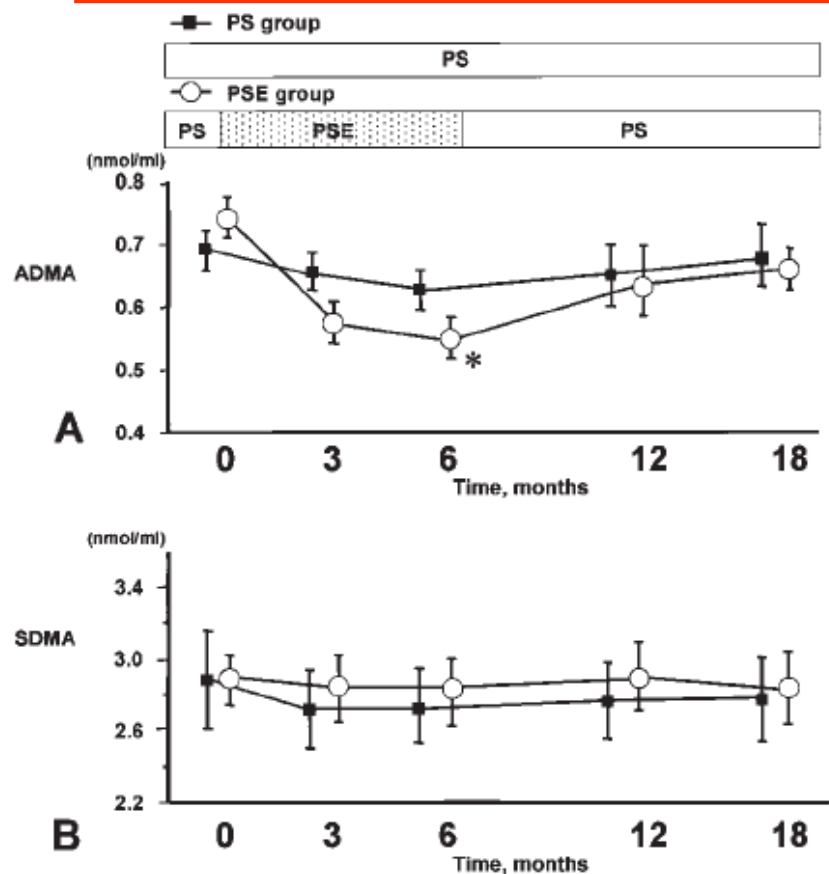 PS group
PS
PSE group
PS PSE PS
(nmol/ml)
0.8
0.7
ADMA
0.6
0.5
*
A
0.4
0 3 6 12 18
Time, months
(nmol/ml)
3.4
SDMA
3.0
2.6
B
2.2
0 3 6 12 18
Time, months